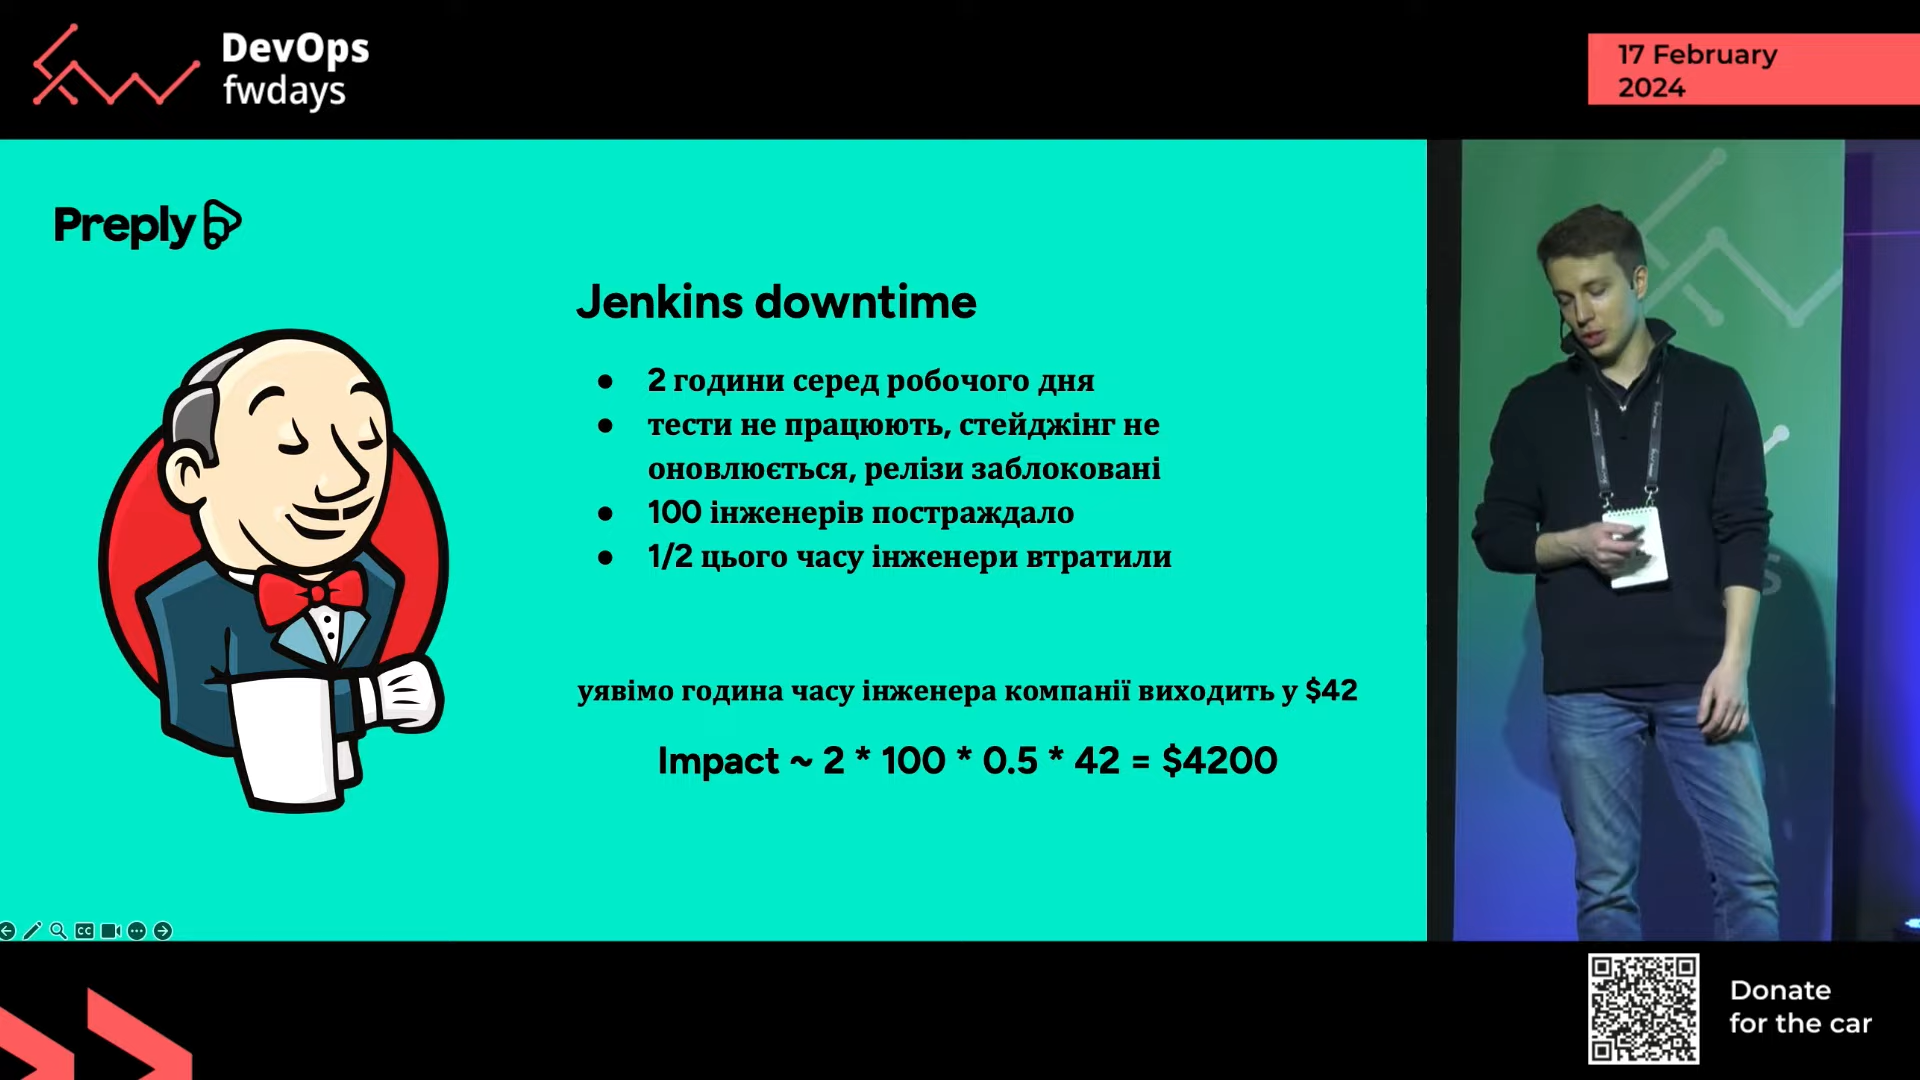 DevOps
fwdays
17 February
2024
Preply
Jenkins downtime
● 2 години серед робочого дня
● тести не працюють, стейджінг не
оновлюється, релізи заблоковані
● 100 інженерів постраждало
● 1/2 цього часу інженери втратили
уявімо година часу інженера компанії виходить у $42
Impact ~ 2 * 100 * 0.5 * 42 = $4200
CC
Donate
for the car